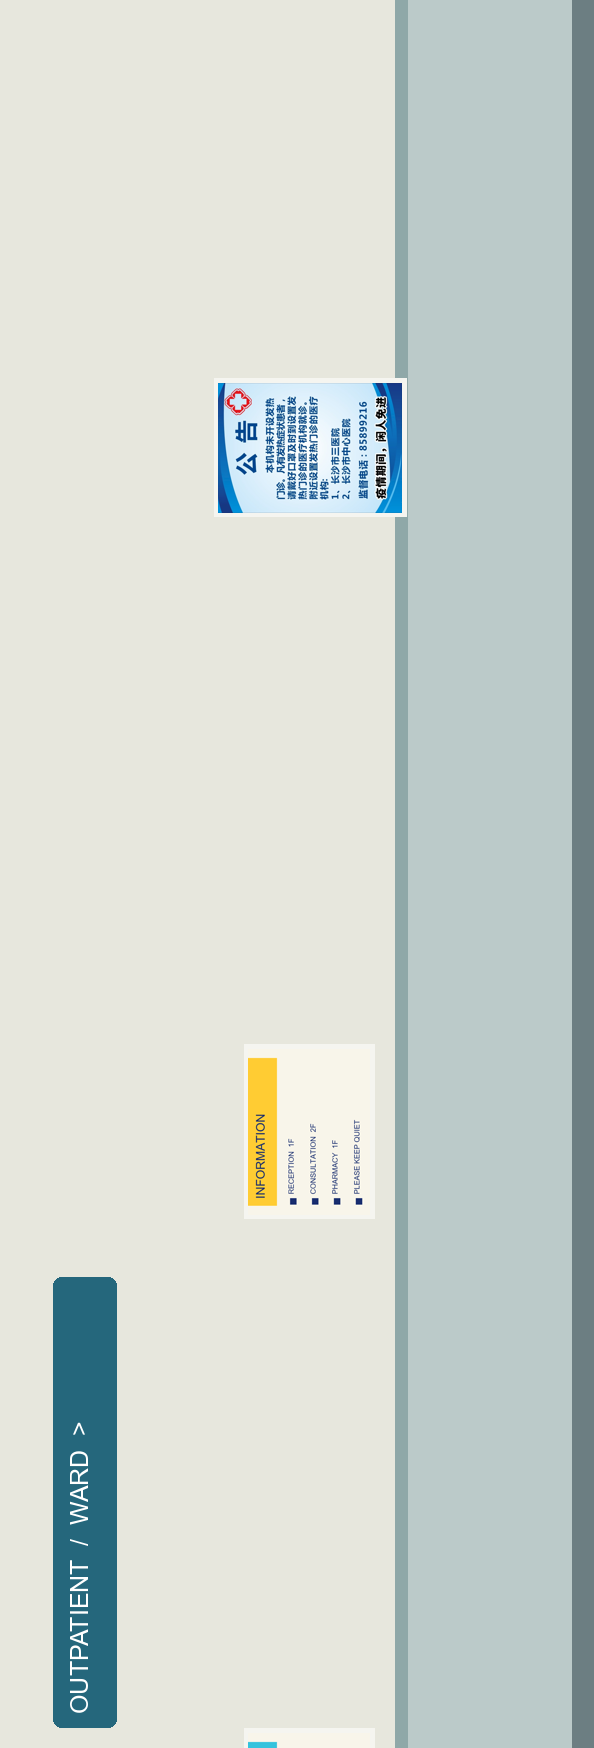 OUTPATIENT / WARD >
INFORMATION
RECEPTION 1F
CONSULTATION 2F
PHARMACY 1F
PLEASE KEEP QUIET
公告
本机构未开设发热
门诊。凡有发热症状患者，
请戴好口罩及时到设置发
热门诊的医疗机构就诊。
附近设置发热门诊的医疗
机构:
1、长沙市三医院
2、长沙市中心医院
监督电话:85899216
疫情期间，闲人免进